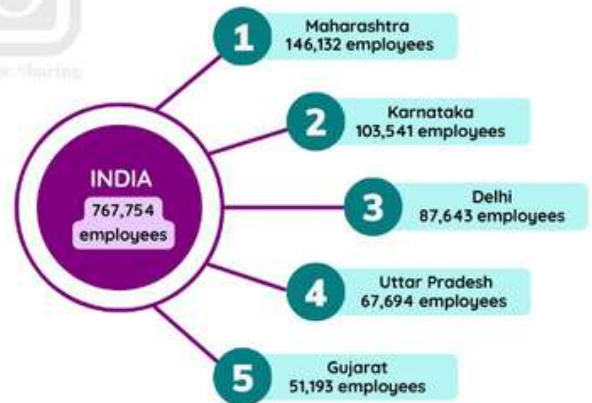 1
Maharashtra
146,132 employees
2
Karnataka
103,541 employees
INDIA
767,754
employees
3
Delhi
87,643 employees
4
Uttar Pradesh
67,694 employees
5
Gujarat
51,193 employees